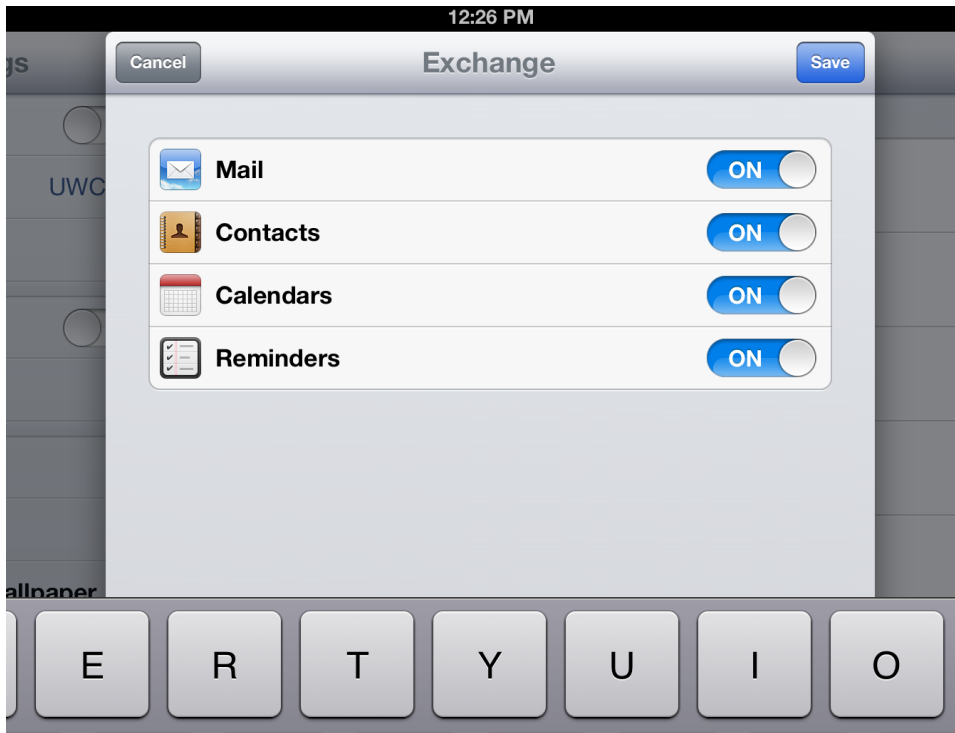 12:26 PM
gs
Cancel
Exchange
Save
Mail
ON
UWC
Contacts
ON
Calendars
ON
Reminders
ON
allpaper
E R T Y U I O